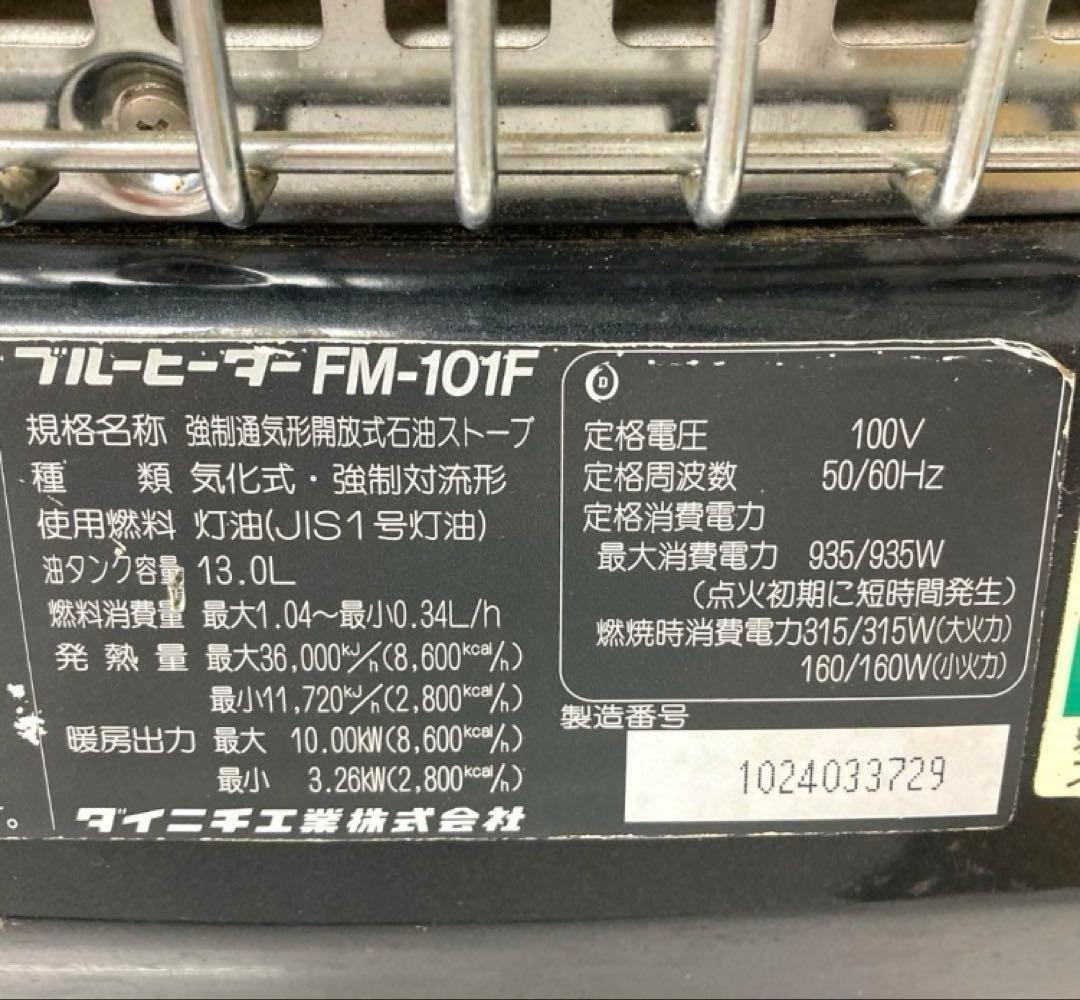 ブルーヒーター FM-101F
規格名称 強制通気形開放式石油ストーブ
種 類 気化式・強制対流形
使用燃料 灯油(JIS1号灯油)
油タンク容量 13.0L
燃料消費量 最大1.04～最小0.34L/h
発熱量 最大36,000kJ/h(8,600kcal/h)
最小11,720kJ/h(2,800kcal/h)
暖房出力 最大 10.00kW(8,600kcal/h)
最小 3.26kW(2,800kcal/h)
ダイニチ工業株式会社
D
定格電圧 100V
定格周波数 50/60Hz
定格消費電力
最大消費電力 935/935W
(点火初期に短時間発生)
燃焼時消費電力315/315W(大火力)
160/160W(小火力)
製造番号
1024033729